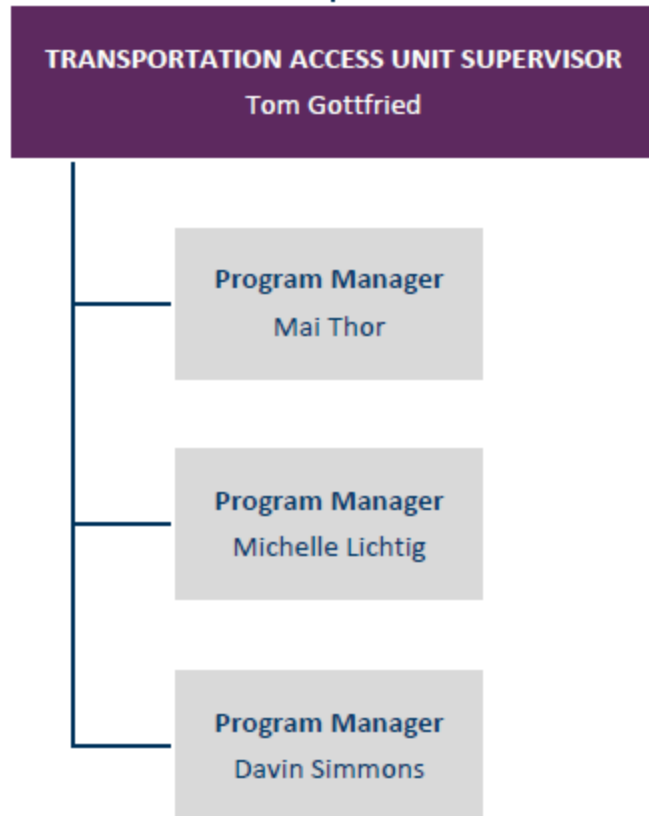 TRANSPORTATION ACCESS UNIT SUPERVISOR
Tom Gottfried
Program Manager
Mai Thor
Program Manager
Michelle Lichtig
Program Manager
Davin Simmons